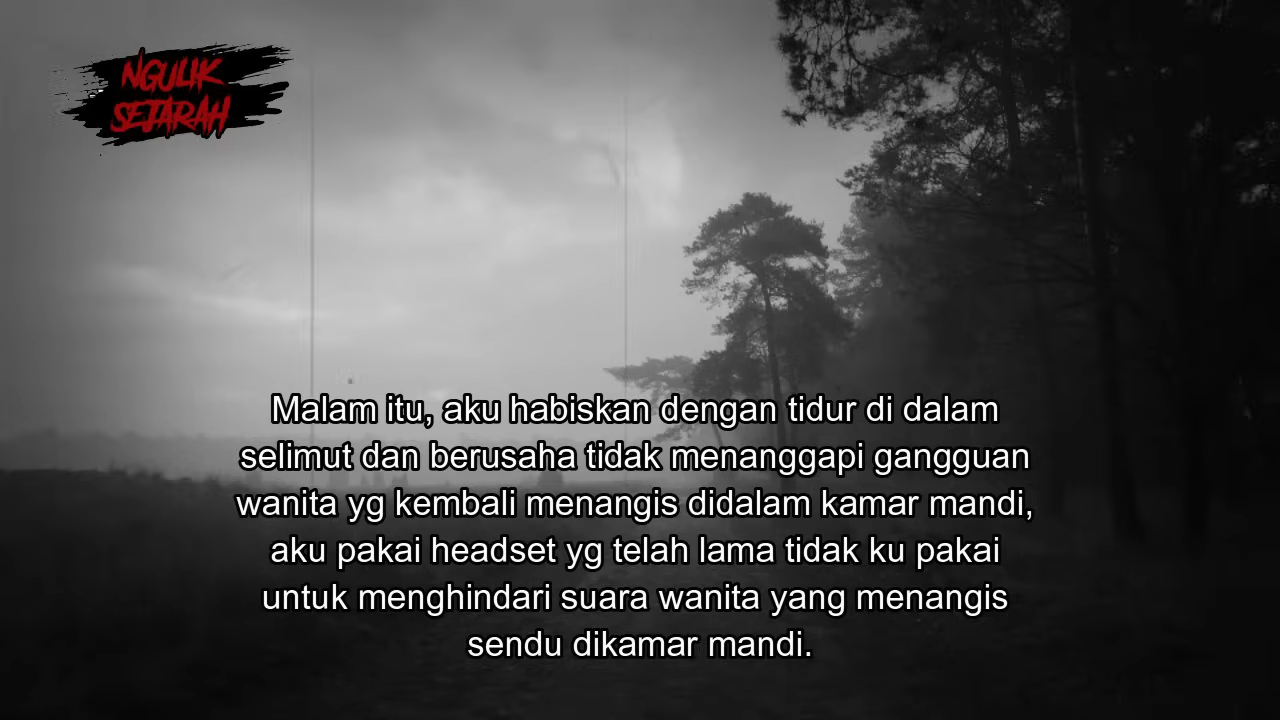 NGULIK
SEJARAH
Malam itu, aku habiskan dengan tidur di dalam
selimut dan berusaha tidak menanggapi gangguan
wanita yg kembali menangis didalam kamar mandi,
aku pakai headset yg telah lama tidak ku pakai
untuk menghindari suara wanita yang menangis
sendu dikamar mandi.